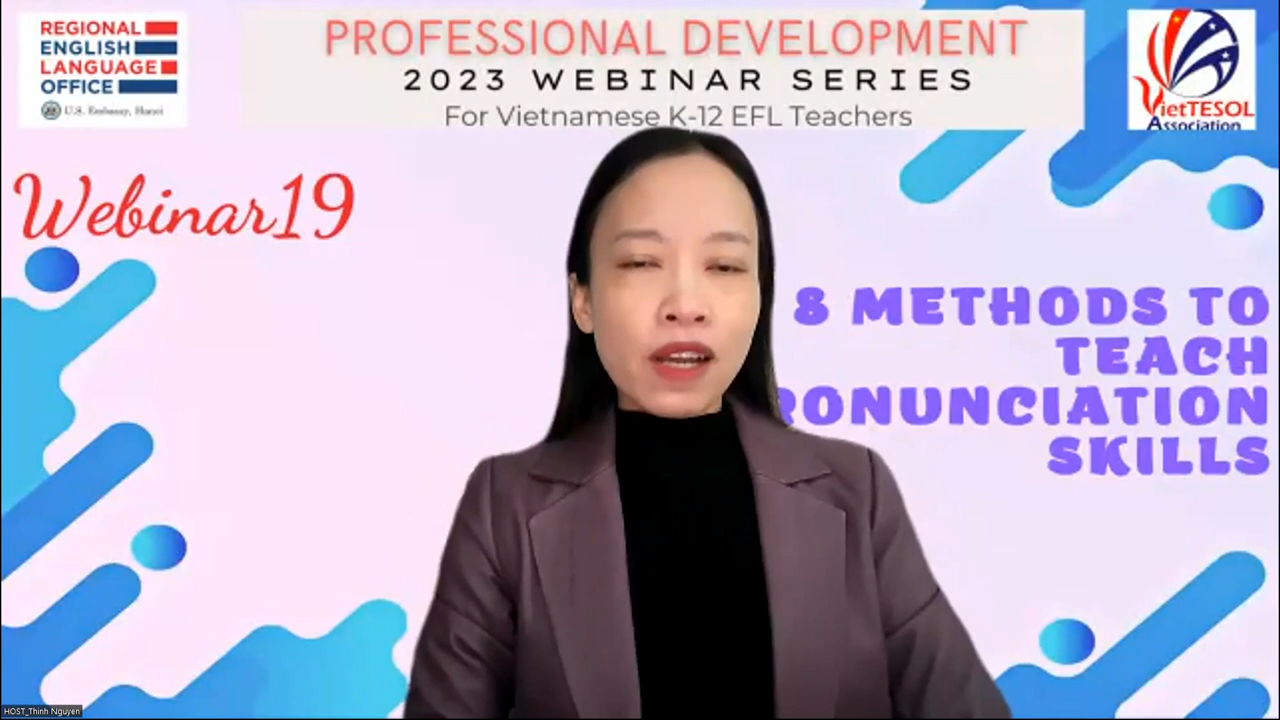 REGIONAL
ENGLISH
LANGUAGE
OFFICE
U.S. Embassy, Hanoi
PROFESSIONAL DEVELOPMENT
2023 WEBINAR SERIES
For Vietnamese K-12 EFL Teachers
VietTESOL
Association
Webinar19
8 METHODS TO
TEACH
RONUNCIATION
SKILLS
HOST_Thinh Nguyen